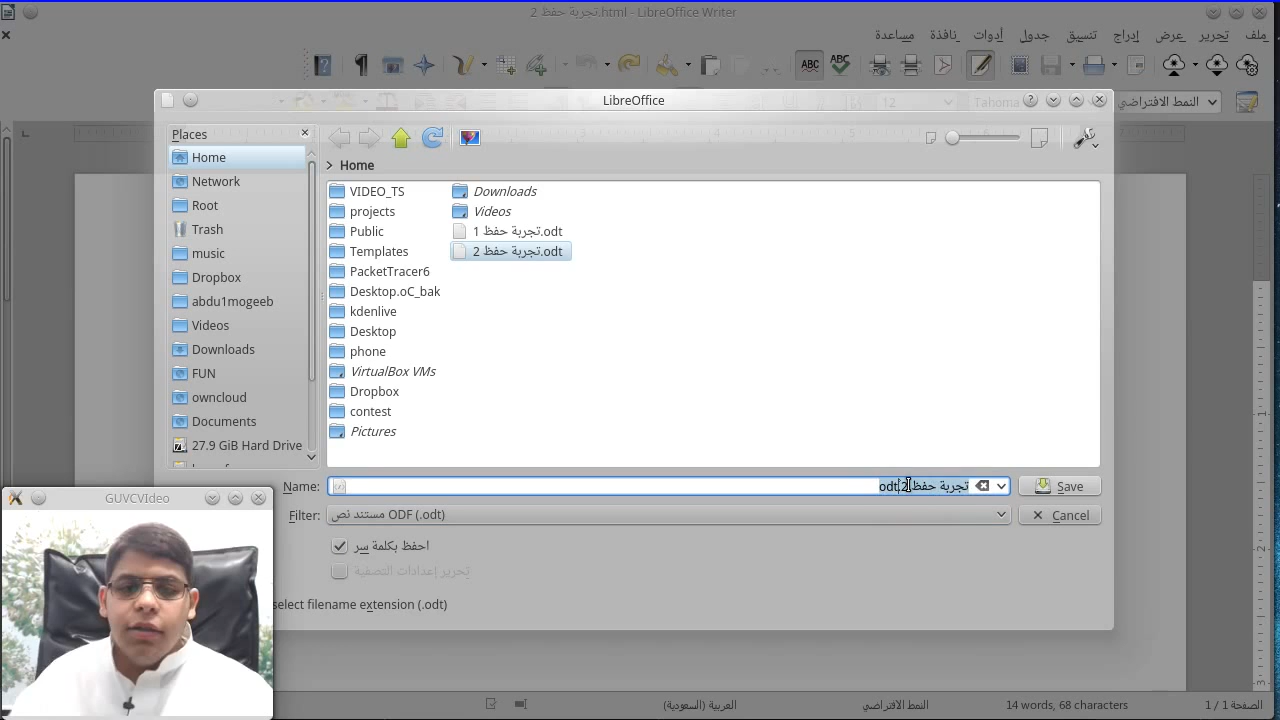 تجربة حفظ 2.html - LibreOffice Writer
ملف تحرير عرض إدراج تنسيق جدول أدوات نافذة مساعدة
ABC ABC
LibreOffice
النمط الافتراضي
Tahoma 12
Places
Home
Network
Root
Trash
music
Dropbox
abdu1mogeeb
Videos
Downloads
FUN
owncloud
Documents
27.9 GiB Hard Drive
> Home
VIDEO_TS
projects
Public
Templates
PacketTracer6
Desktop.oC_bak
kdenlive
Desktop
phone
VirtualBox VMs
Dropbox
contest
Pictures
Downloads
Videos
تجربة حفظ 1.odt
تجربة حفظ 2.odt
Name:
تجربة حفظ 2.odt
Save
Filter:
مستند نص ODF (.odt)
Cancel
احفظ بكلمة سر
تحرير إعدادات التصفية
select filename extension (.odt)
GUVCVideo
العربية (السعودية)
النمط الافتراضي
14 words, 68 characters
الصفحة 1 / 1